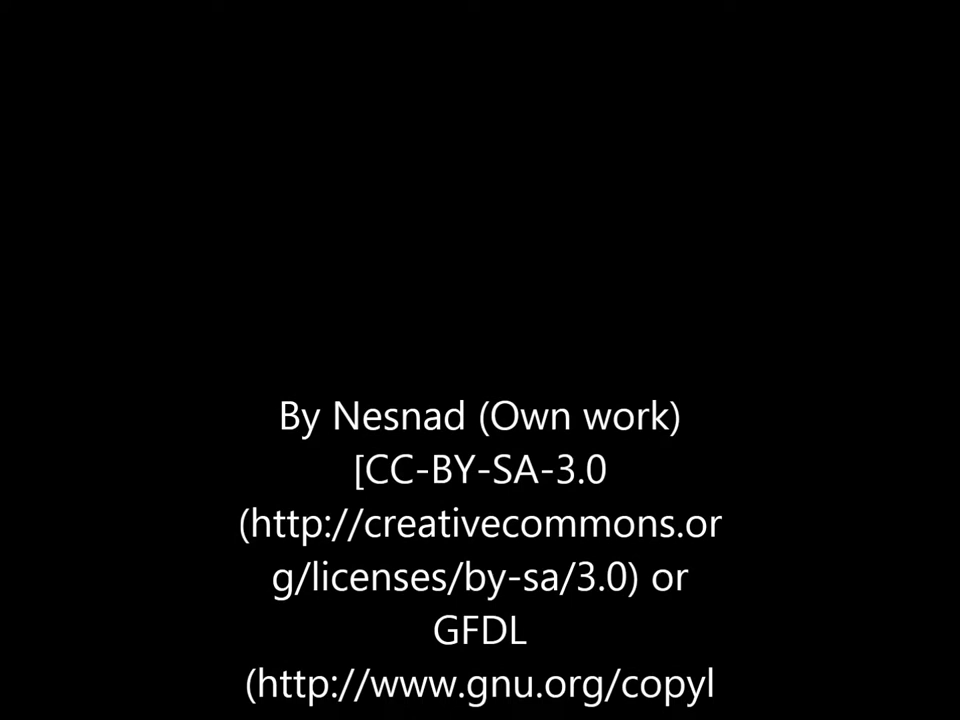 By Nesnad (Own work)
[CC-BY-SA-3.0
(http://creativecommons.or
g/licenses/by-sa/3.0) or
GFDL
(http://www.gnu.org/copyl